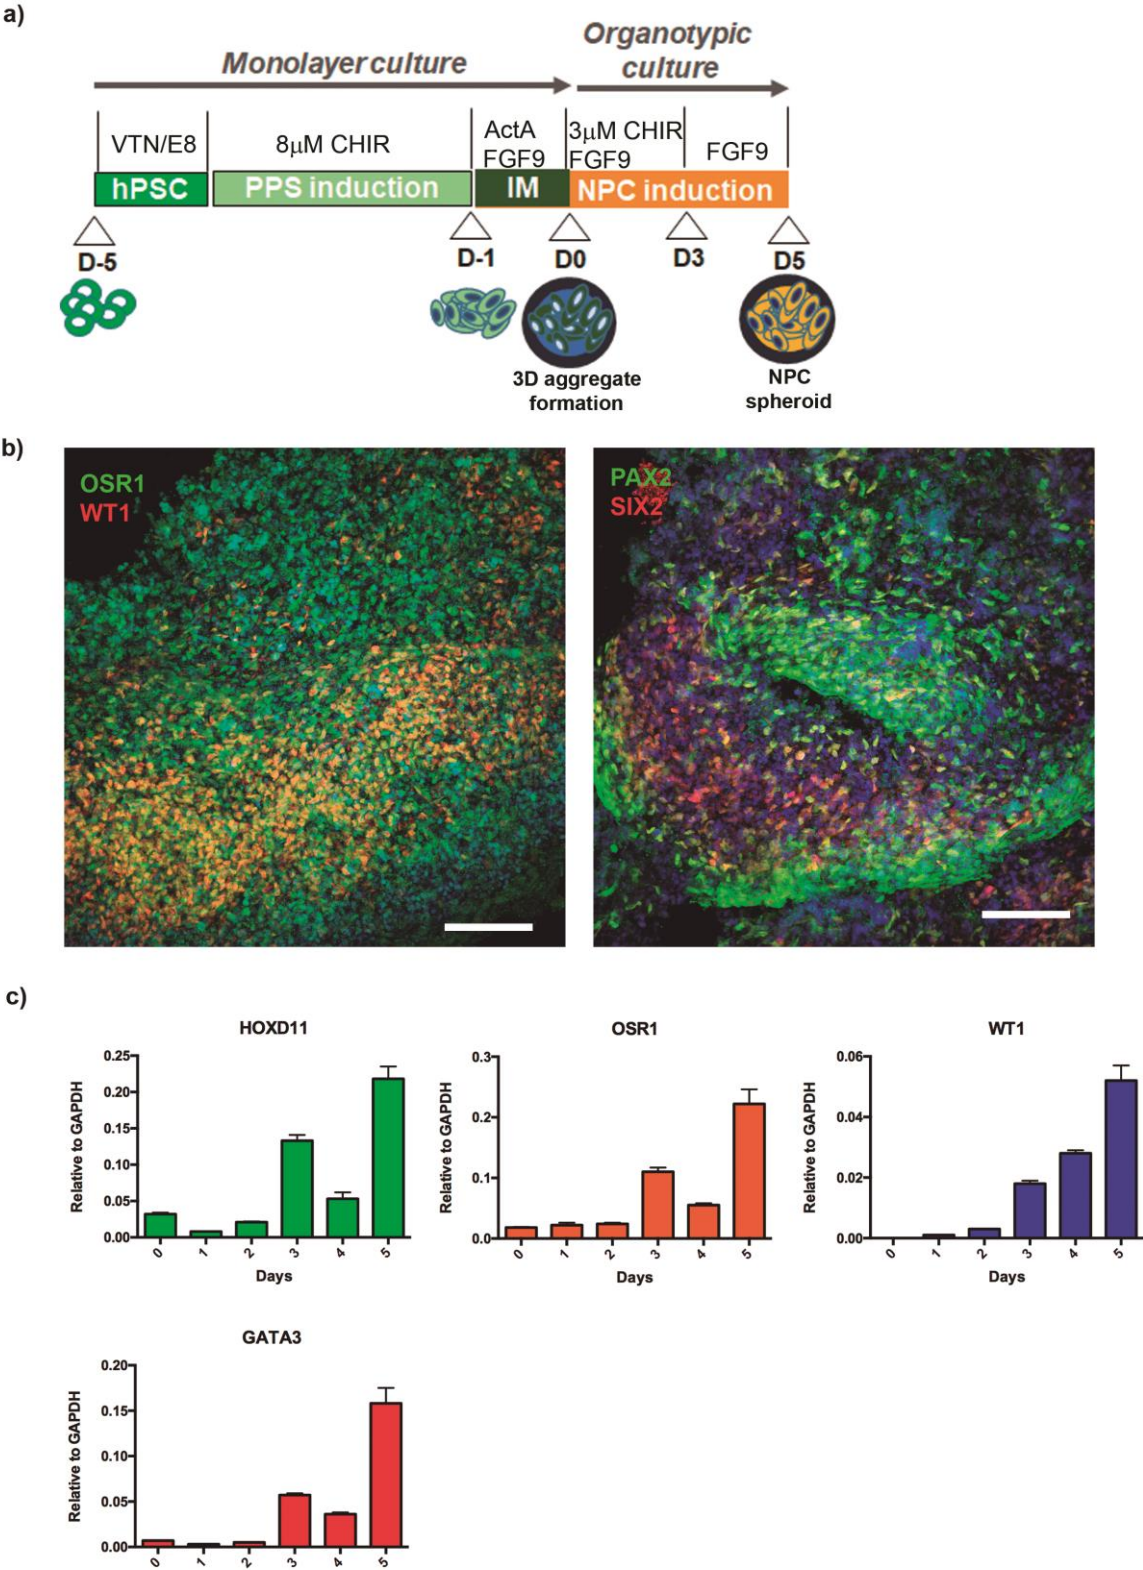 a)
Monolayer culture
Organotypic
culture
VTN/E8
8μM CHIR
ActA
FGF9
3μM CHIR
FGF9
FGF9
hPSC
PPS induction
IM
NPC induction
D-5
D-1
D0
D3
D5
3D aggregate
formation
NPC
spheroid
b)
OSR1
WT1
PAX2
SIX2
c)
HOXD11
Relative to GAPDH
0.25
0.20
0.15
0.10
0.05
0.00
0 1 2 3 4 5
Days
OSR1
Relative to GAPDH
0.3
0.2
0.1
0.0
0 1 2 3 4 5
Days
WT1
Relative to GAPDH
0.06
0.04
0.02
0.00
0 1 2 3 4 5
Days
GATA3
Relative to GAPDH
0.20
0.15
0.10
0.05
0.00
0 1 2 3 4 5